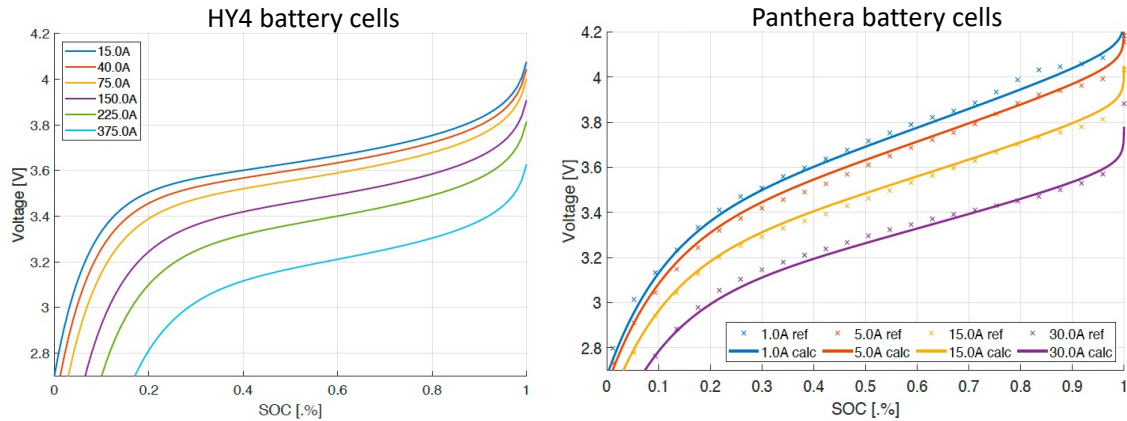 HY4 battery cells
4.2
4
3.8
3.6
3.4
3.2
3
2.8
Voltage [V]
15.0A
40.0A
75.0A
150.0A
225.0A
375.0A
0
0.2
0.4
0.6
0.8
1
SOC [.%]
Panthera battery cells
4.2
4
3.8
3.6
3.4
3.2
3
2.8
Voltage [V]
1.0A ref 5.0A ref 15.0A ref 30.0A ref
1.0A calc 5.0A calc 15.0A calc 30.0A calc
0 0.1 0.2 0.3 0.4 0.5 0.6 0.7 0.8 0.9 1
SOC [.%]